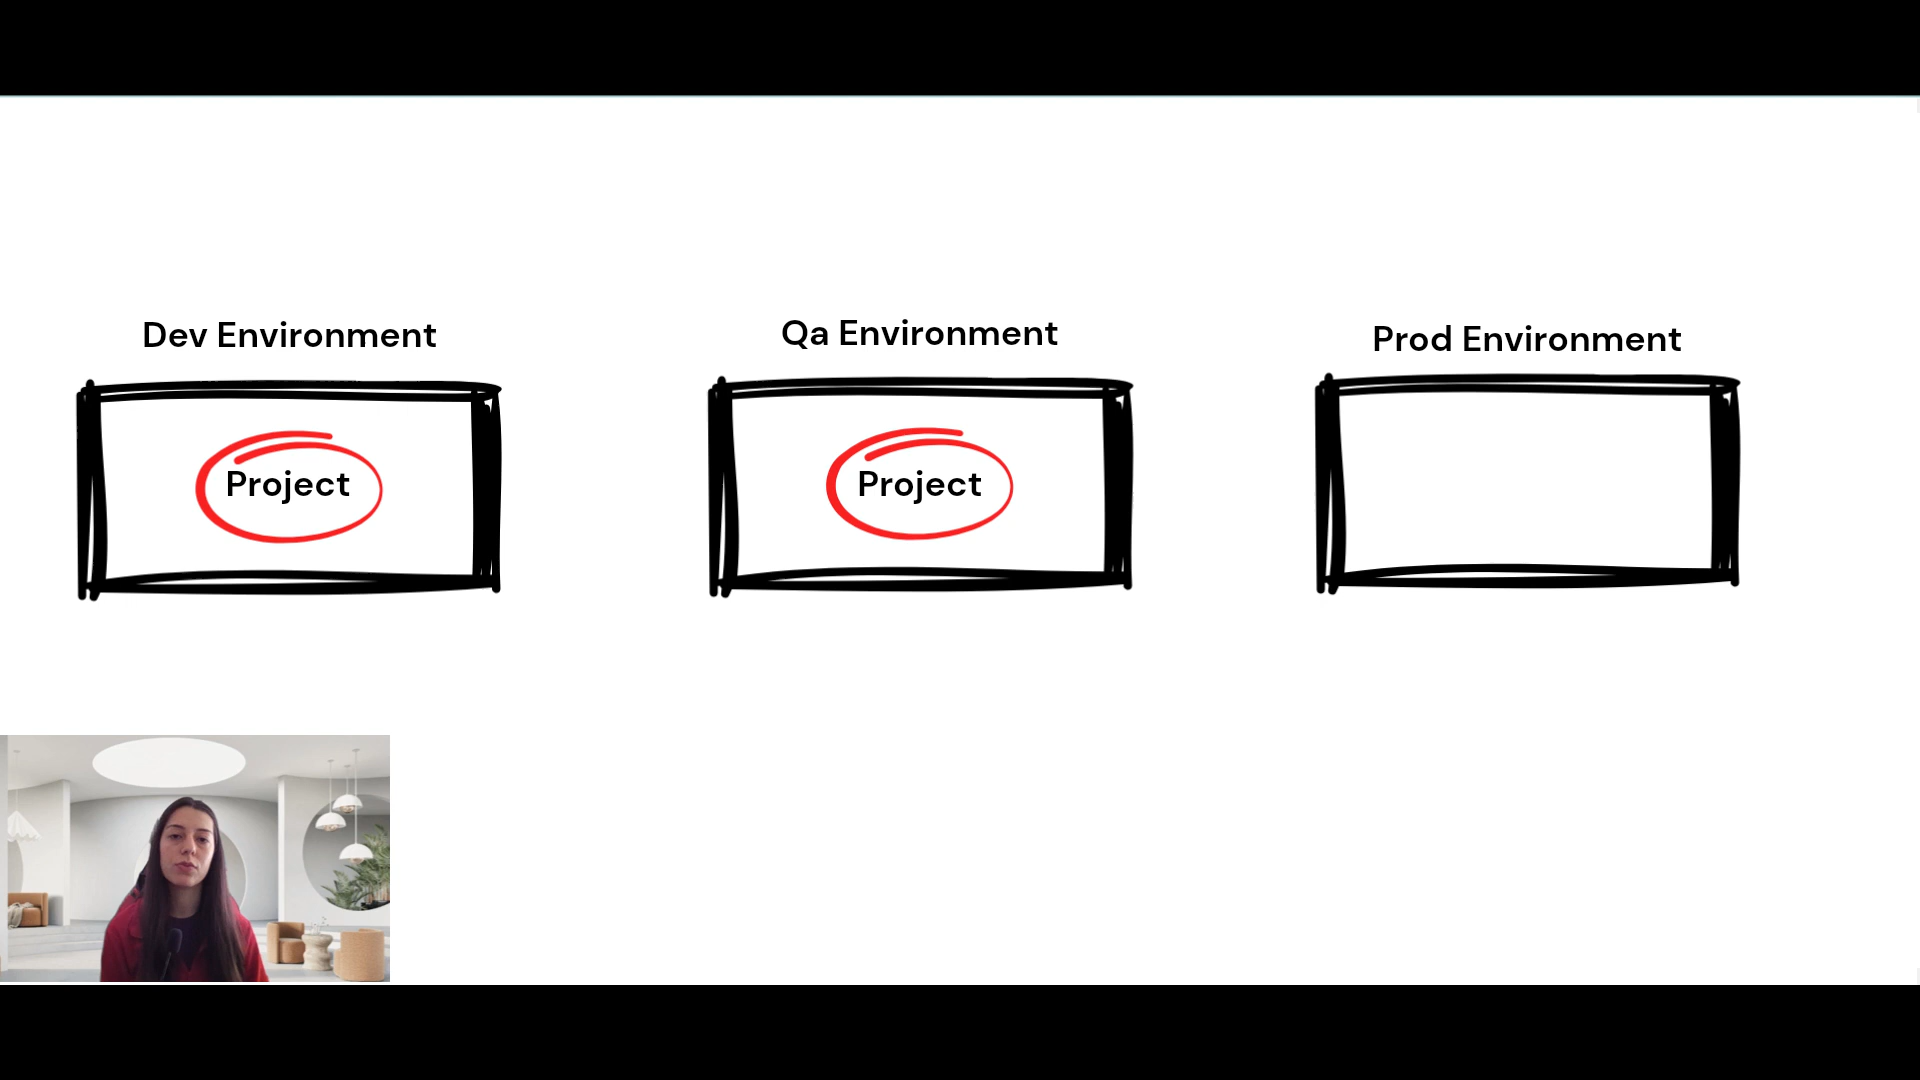 Dev Environment
Qa Environment
Prod Environment
Project
Project